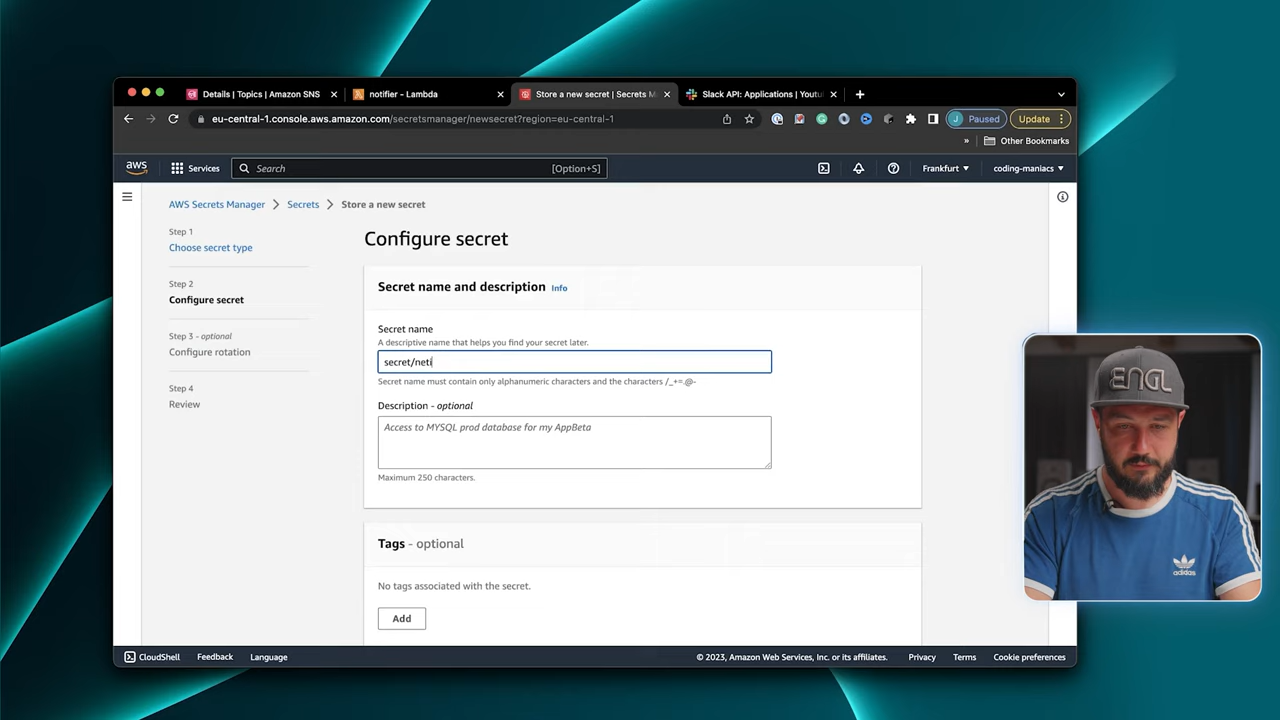 Details | Topics | Amazon SNS
notifier - Lambda
Store a new secret | Secrets M
Slack API: Applications | Youtu
eu-central-1.console.aws.amazon.com/secretsmanager/newsecret?region=eu-central-1
J Paused
Update
» Other Bookmarks
aws
Services
Search
[Option+S]
Frankfurt
coding-maniacs
AWS Secrets Manager
Secrets
Store a new secret
Step 1
Choose secret type
Step 2
Configure secret
Step 3 - optional
Configure rotation
Step 4
Review
Configure secret
Secret name and description Info
Secret name
A descriptive name that helps you find your secret later.
secret/neti
Secret name must contain only alphanumeric characters and the characters /_+=.@-
Description - optional
Access to MYSQL prod database for my AppBeta
Maximum 250 characters.
Tags - optional
No tags associated with the secret.
Add
ENGL
adidas
CloudShell
Feedback
Language
© 2023, Amazon Web Services, Inc. or its affiliates.
Privacy
Terms
Cookie preferences